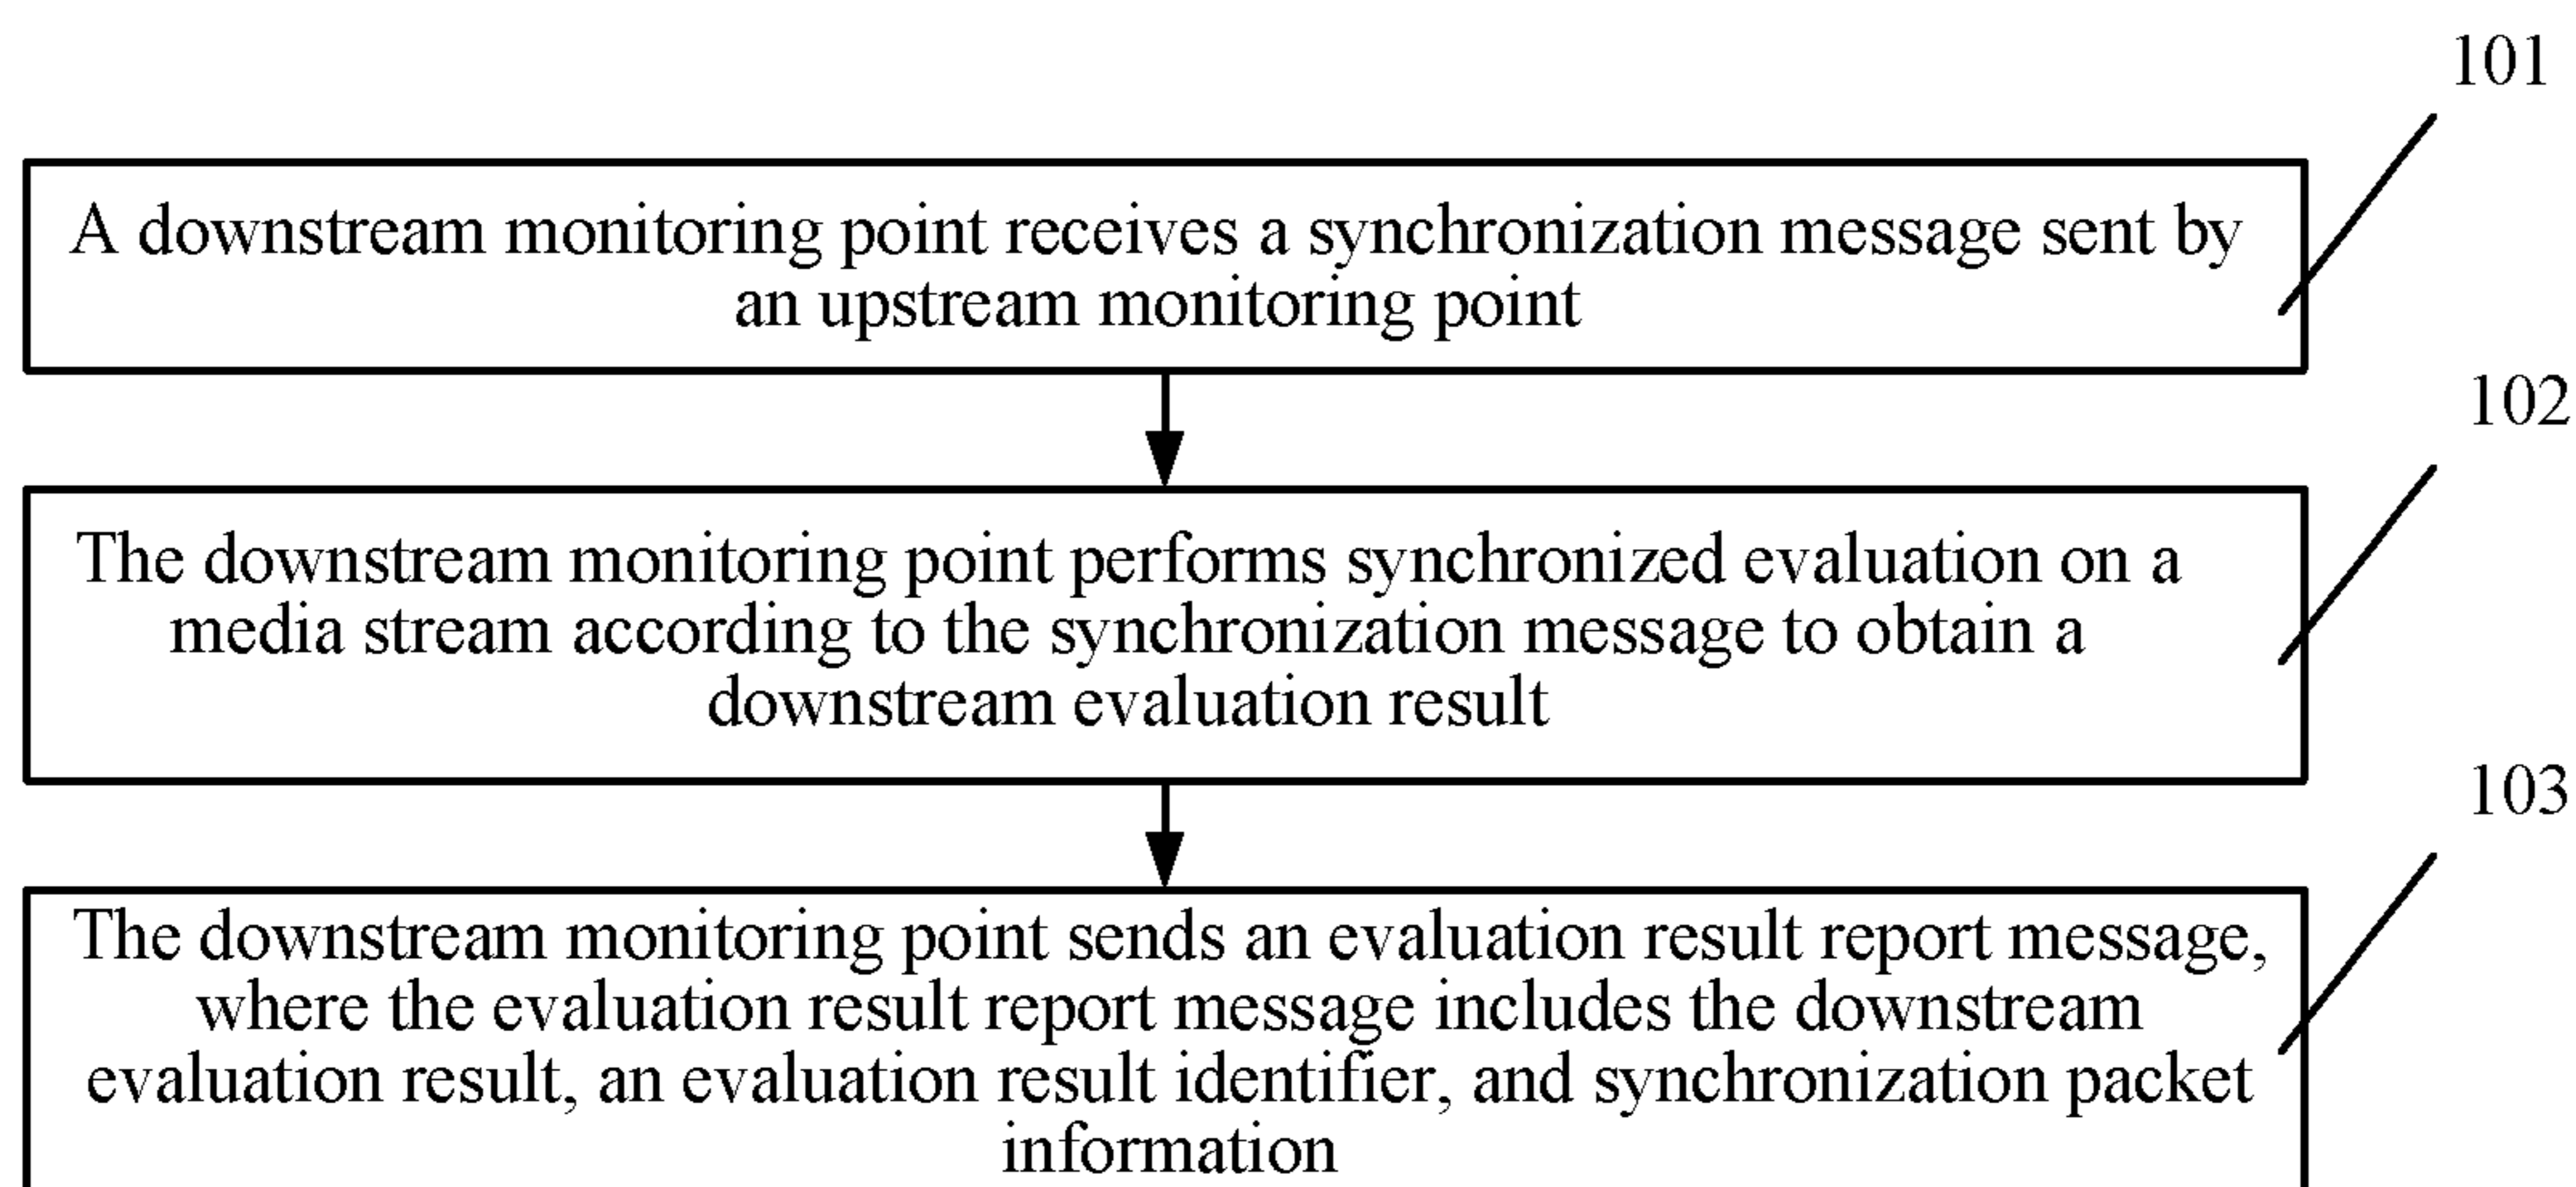 101
A downstream monitoring point receives a synchronization message sent by
an upstream monitoring point
102
The downstream monitoring point performs synchronized evaluation on a
media stream according to the synchronization message to obtain a
downstream evaluation result
103
The downstream monitoring point sends an evaluation result report message,
where the evaluation result report message includes the downstream
evaluation result, an evaluation result identifier, and synchronization packet
information